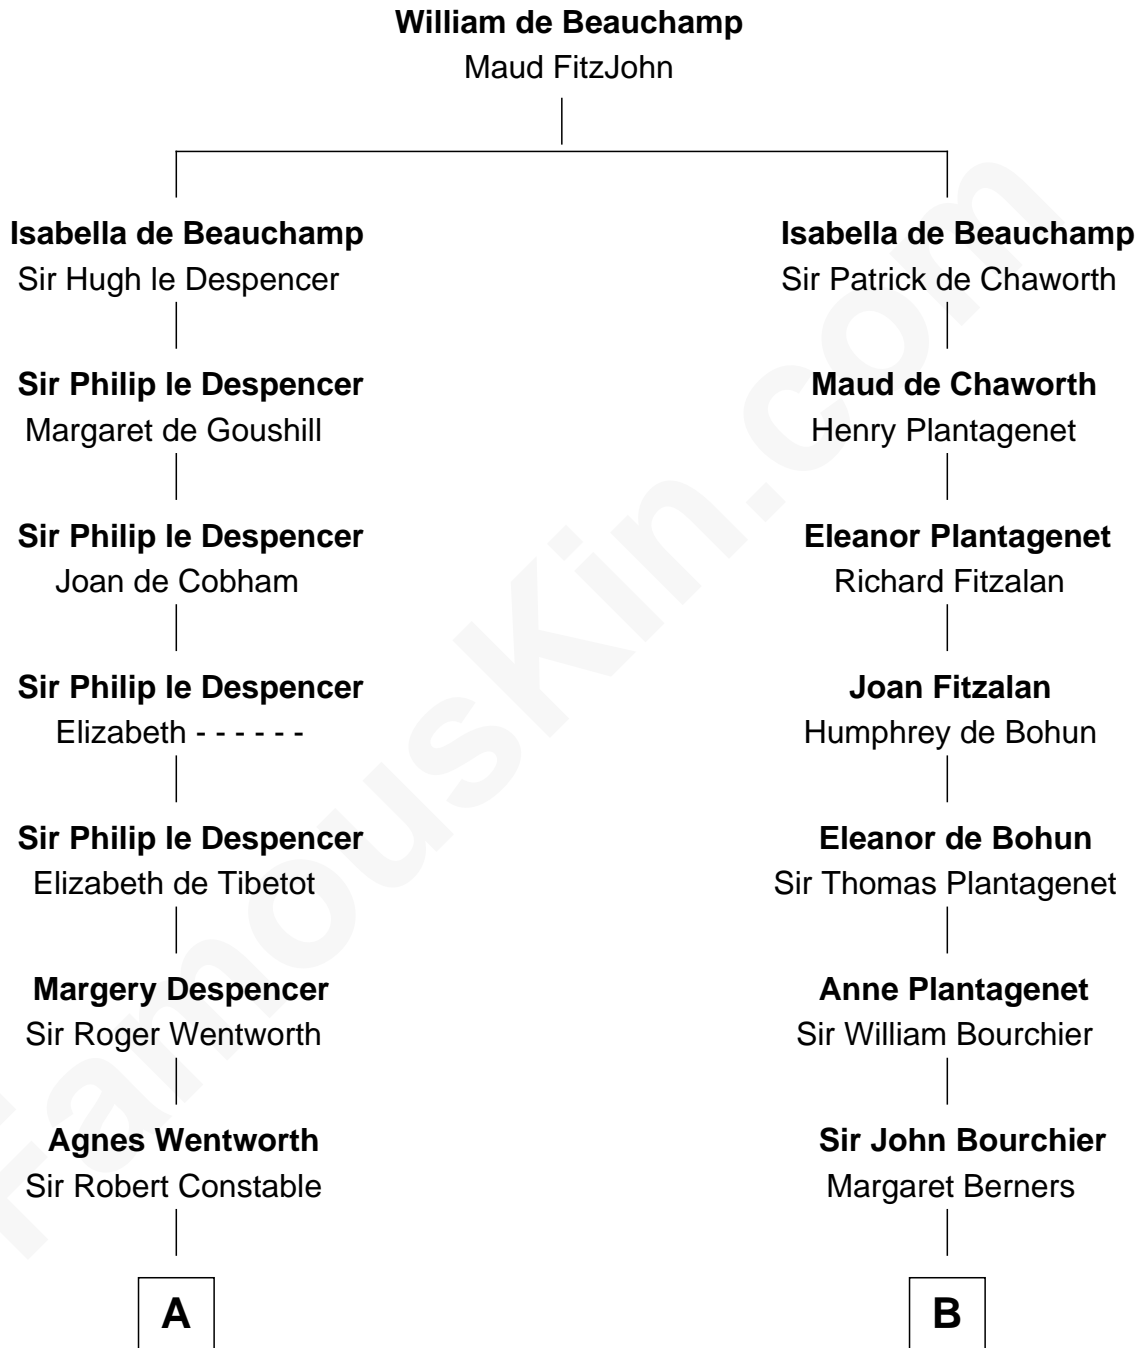 William de Beauchamp
Maud FitzJohn
Isabella de Beauchamp
Sir Hugh le Despencer
Sir Philip le Despencer
Margaret de Goushill
Sir Philip le Despencer
Joan de Cobham
Sir Philip le Despencer
Elizabeth - - - - - -
Sir Philip le Despencer
Elizabeth de Tibetot
Margery Despencer
Sir Roger Wentworth
Agnes Wentworth
Sir Robert Constable
A
Isabella de Beauchamp
Sir Patrick de Chaworth
Maud de Chaworth
Henry Plantagenet
Eleanor Plantagenet
Richard Fitzalan
Joan Fitzalan
Humphrey de Bohun
Eleanor de Bohun
Sir Thomas Plantagenet
Anne Plantagenet
Sir William Bourchier
Sir John Bourchier
Margaret Berners
B
FamousKin.com